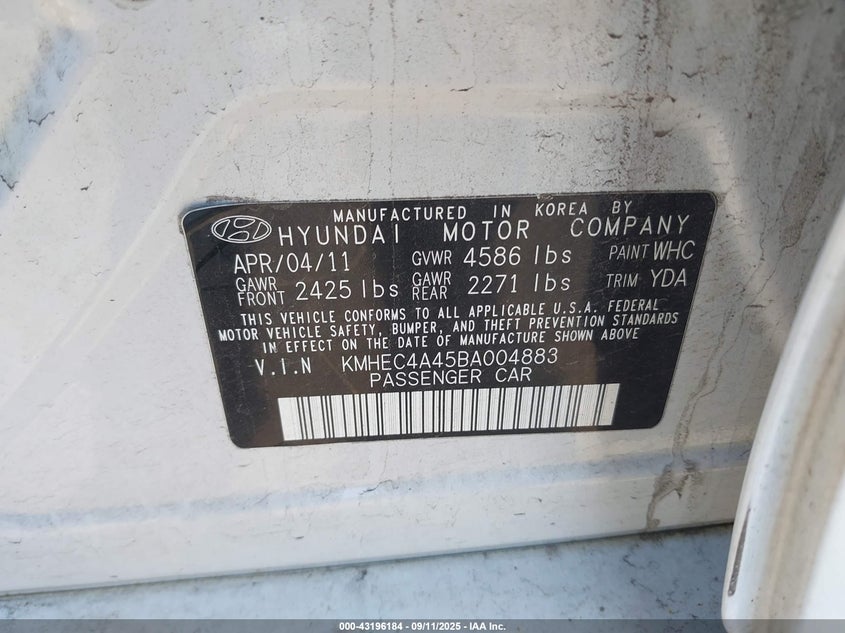 MANUFACTURED IN KOREA BY
HYUNDAI MOTOR COMPANY
APR/04/11 GVWR 4586 lbs PAINT WHC
GAWR FRONT 2425 lbs GAWR REAR 2271 lbs TRIM YDA
THIS VEHICLE CONFORMS TO ALL APPLICABLE U.S.A. FEDERAL
MOTOR VEHICLE SAFETY, BUMPER, AND THEFT PREVENTION STANDARDS
IN EFFECT ON THE DATE OF MANUFACTURE SHOWN ABOVE
V.I.N KMHEC4A45BA004883
PASSENGER CAR
000-43196184 - 09/11/2025 - IAA Inc.